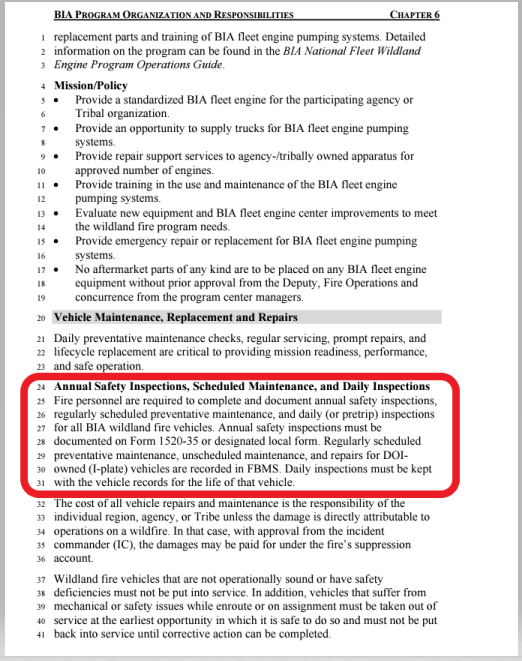 BIA PROGRAM ORGANIZATION AND RESPONSIBILITIES CHAPTER 6
1 replacement parts and training of BIA fleet engine pumping systems. Detailed
2 information on the program can be found in the BIA National Fleet Wildland
3 Engine Program Operations Guide.
4 Mission/Policy
5 • Provide a standardized BIA fleet engine for the participating agency or
6 Tribal organization.
7 • Provide an opportunity to supply trucks for BIA fleet engine pumping
8 systems.
9 • Provide repair support services to agency-/tribally owned apparatus for
10 approved number of engines.
11 • Provide training in the use and maintenance of the BIA fleet engine
12 pumping systems.
13 • Evaluate new equipment and BIA fleet engine center improvements to meet
14 the wildland fire program needs.
15 • Provide emergency repair or replacement for BIA fleet engine pumping
16 systems.
17 • No aftermarket parts of any kind are to be placed on any BIA fleet engine
18 equipment without prior approval from the Deputy, Fire Operations and
19 concurrence from the program center managers.
20 Vehicle Maintenance, Replacement and Repairs
21 Daily preventative maintenance checks, regular servicing, prompt repairs, and
22 lifecycle replacement are critical to providing mission readiness, performance,
23 and safe operation.
24 Annual Safety Inspections, Scheduled Maintenance, and Daily Inspections
25 Fire personnel are required to complete and document annual safety inspections,
26 regularly scheduled preventative maintenance, and daily (or pretrip) inspections
27 for all BIA wildland fire vehicles. Annual safety inspections must be
28 documented on Form 1520-35 or designated local form. Regularly scheduled
29 preventative maintenance, unscheduled maintenance, and repairs for DOI-
30 owned (I-plate) vehicles are recorded in FBMS. Daily inspections must be kept
31 with the vehicle records for the life of that vehicle.
32 The cost of all vehicle repairs and maintenance is the responsibility of the
33 individual region, agency, or Tribe unless the damage is directly attributable to
34 operations on a wildfire. In that case, with approval from the incident
35 commander (IC), the damages may be paid for under the fire's suppression
36 account.
37 Wildland fire vehicles that are not operationally sound or have safety
38 deficiencies must not be put into service. In addition, vehicles that suffer from
39 mechanical or safety issues while enroute or on assignment must be taken out of
40 service at the earliest opportunity in which it is safe to do so and must not be put
41 back into service until corrective action can be completed.